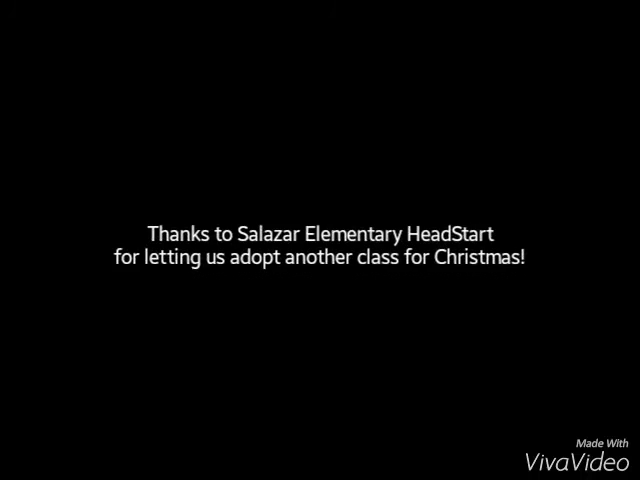 Thanks to Salazar Elementary HeadStart
for letting us adopt another class for Christmas!
Made With
VivaVideo